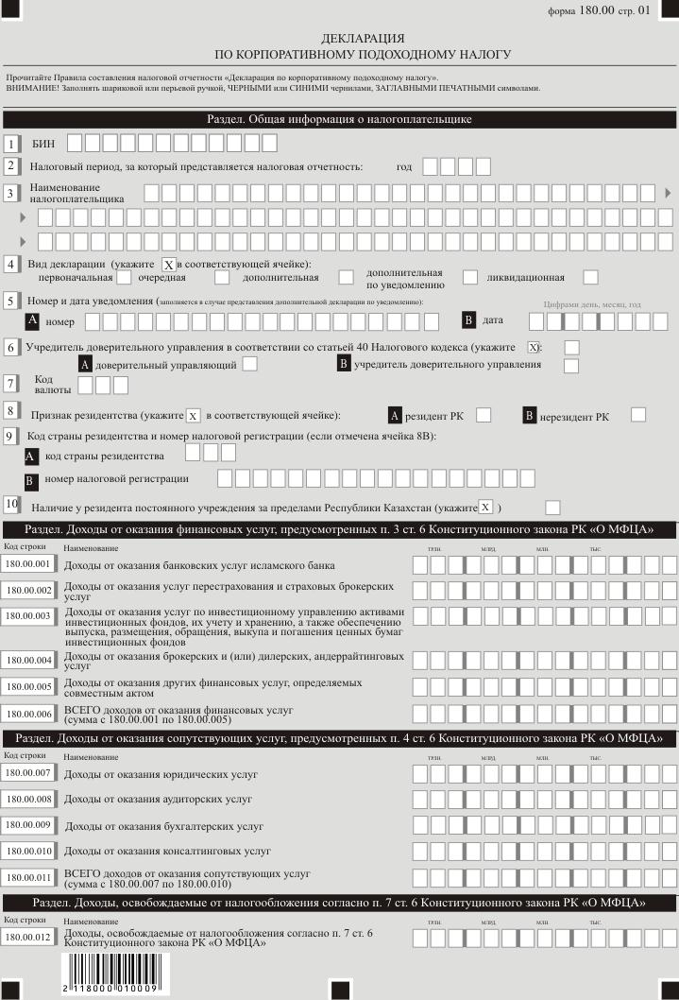 форма 180.00 стр. 01
ДЕКЛАРАЦИЯ
ПО КОРПОРАТИВНОМУ ПОДОХОДНОМУ НАЛОГУ
Прочитайте Правила составления налоговой отчетности «Декларация по корпоративному подоходному налогу».
ВНИМАНИЕ! Заполнять шариковой или перьевой ручкой, ЧЕРНЫМИ или СИНИМИ чернилами, ЗАГЛАВНЫМИ ПЕЧАТНЫМИ символами.
Раздел. Общая информация о налогоплательщике
1 БИН
2 Налоговый период, за который представляется налоговая отчетность: год
3 Наименование
налогоплательщика
4 Вид декларации (укажите X в соответствующей ячейке):
первоначальная очередная дополнительная дополнительная
по уведомлению ликвидационная
5 Номер и дата уведомления (заполняется в случае представления дополнительной декларации по уведомлению):
Цифрами день, месяц, год
A номер B дата
6 Учредитель доверительного управления в соответствии со статьей 40 Налогового кодекса (укажите X):
A доверительный управляющий B учредитель доверительного управления
7 Код
валюты
8 Признак резидентства (укажите X в соответствующей ячейке): A резидент РК B нерезидент РК
9 Код страны резидентства и номер налоговой регистрации (если отмечена ячейка 8B):
A код страны резидентства
B номер налоговой регистрации
10 Наличие у резидента постоянного учреждения за пределами Республики Казахстан (укажите X )
Раздел. Доходы от оказания финансовых услуг, предусмотренных п. 3 ст. 6 Конституционного закона РК «О МФЦА»
Код строки Наименование ТРЛН. МЛРД. МЛН. ТЫС.
180.00.001 Доходы от оказания банковских услуг исламского банка
180.00.002 Доходы от оказания услуг перестрахования и страховых брокерских
услуг
180.00.003 Доходы от оказания услуг по инвестиционному управлению активами
инвестиционных фондов, их учету и хранению, а также обеспечению
выпуска, размещения, обращения, выкупа и погашения ценных бумаг
инвестиционных фондов
180.00.004 Доходы от оказания брокерских и (или) дилерских, андеррайтинговых
услуг
180.00.005 Доходы от оказания других финансовых услуг, определяемых
совместным актом
180.00.006 ВСЕГО доходов от оказания финансовых услуг
(сумма с 180.00.001 по 180.00.005)
Раздел. Доходы от оказания сопутствующих услуг, предусмотренных п. 4 ст. 6 Конституционного закона РК «О МФЦА»
Код строки Наименование ТРЛН. МЛРД. МЛН. ТЫС.
180.00.007 Доходы от оказания юридических услуг
180.00.008 Доходы от оказания аудиторских услуг
180.00.009 Доходы от оказания бухгалтерских услуг
180.00.010 Доходы от оказания консалтинговых услуг
180.00.011 ВСЕГО доходов от оказания сопутствующих услуг
(сумма с 180.00.007 по 180.00.010)
Раздел. Доходы, освобождаемые от налогообложения согласно п. 7 ст. 6 Конституционного закона РК «О МФЦА»
Код строки Наименование ТРЛН. МЛРД. МЛН. ТЫС.
180.00.012 Доходы, освобождаемые от налогообложения согласно п. 7 ст. 6
Конституционного закона РК «О МФЦА»
2 118000 010009